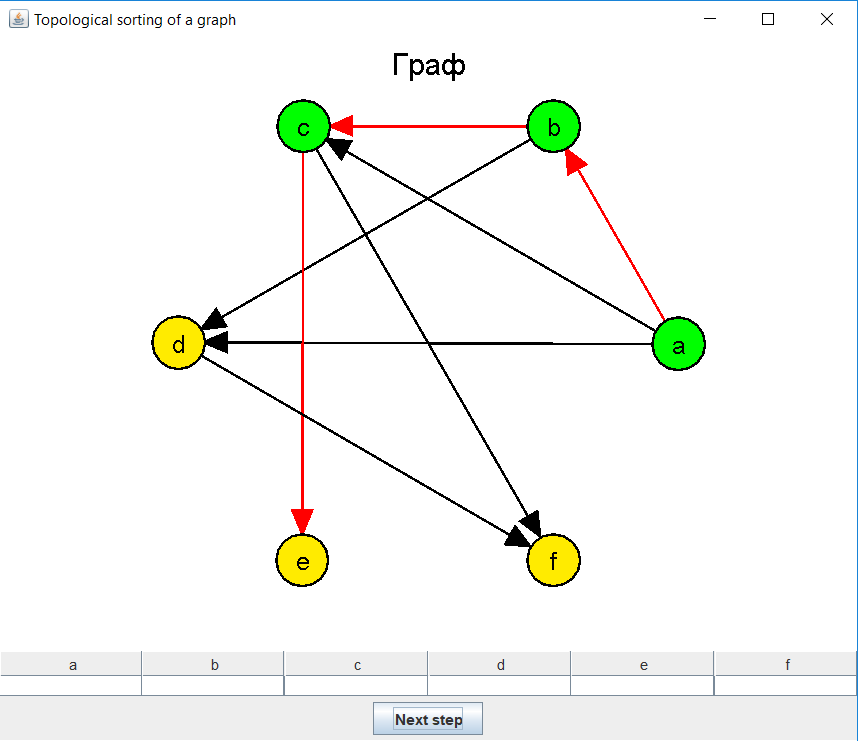 Topological sorting of a graph
Граф
c b
d a
e f
a b c d e f
Next step